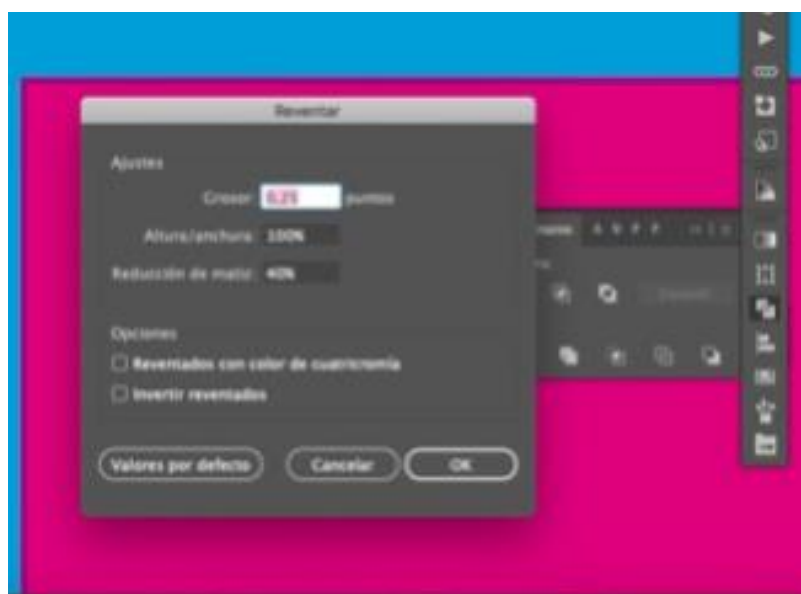 Reventar
Ajustes
Grosor: 0,25 puntos
Altura/anchura: 100%
Reducción de matiz: 40%
Opciones
Reventados con color de cuatricromía
Invertir reventados
Valores por defecto
Cancelar
OK